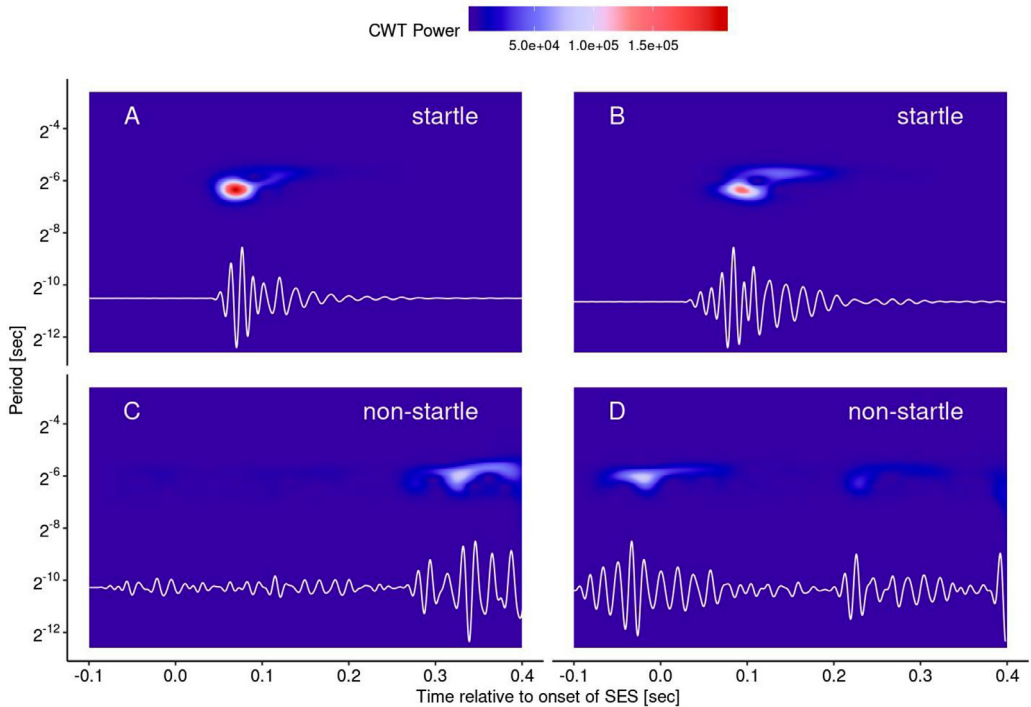 CWT Power
5.0e+04 1.0e+05 1.5e+05
A startle
B startle
2-4
2-6
2-8
2-10
2-12
C non-startle
D non-startle
2-4
2-6
2-8
2-10
2-12
Period [sec]
-0.1 0.0 0.1 0.2 0.3 0.4
-0.1 0.0 0.1 0.2 0.3 0.4
Time relative to onset of SES [sec]